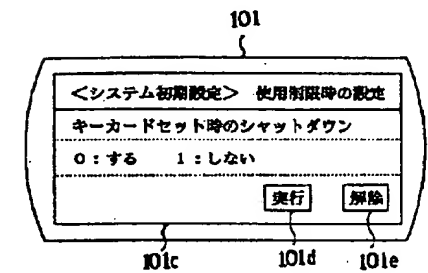 101
<システム初期設定> 使用制限時の設定
キーカードセット時のシャットダウン
0:する 1:しない
実行 解除
101c 101d 101e